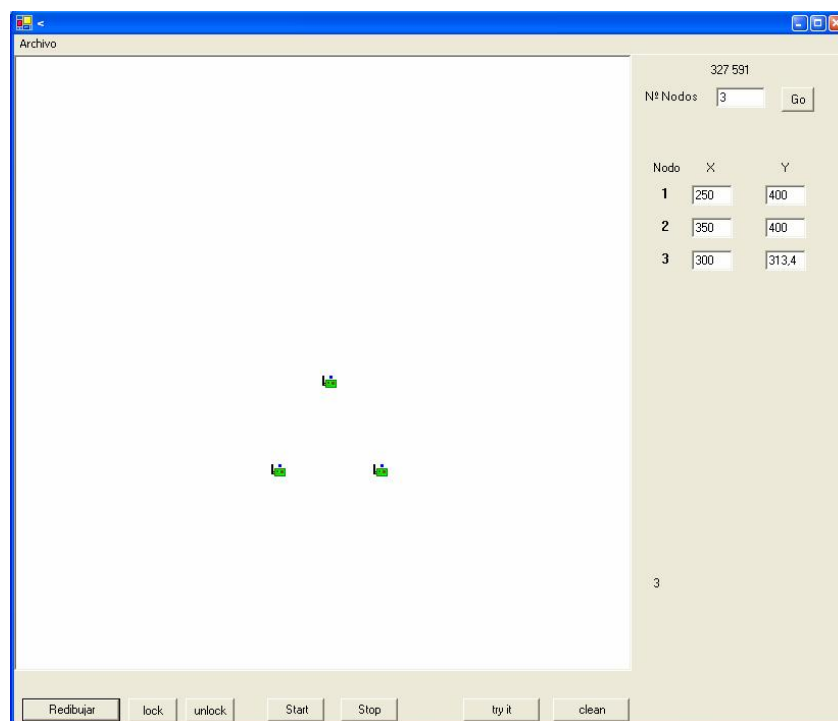 <
Archivo
327 591
Nº Nodos 3 Go
Nodo X Y
1 250 400
2 350 400
3 300 313,4
3
Redibujar lock unlock Start Stop try it clean